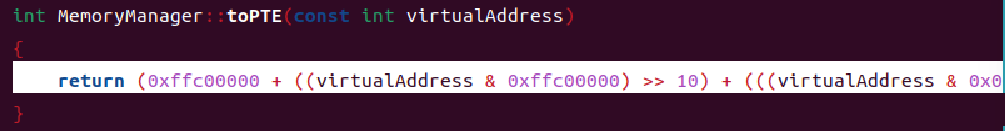 int MemoryManager::toPTE(const int virtualAddress)
{
return (0xffc00000 + ((virtualAddress & 0xffc00000) >> 10) + (((virtualAddress & 0x0
}